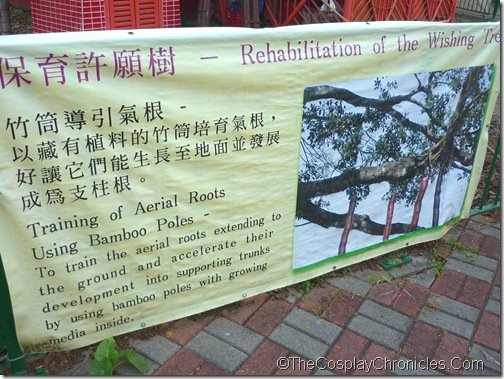 保育許願樹 － Rehabilitation of the Wishing Tre
竹筒導引氣根 -
以藏有植料的竹筒培育氣根，
好讓它們能生長至地面並發展
成為支柱根。
Training of Aerial Roots
Using Bamboo Poles -
To train the aerial roots extending to
the ground and accelerate their
development into supporting trunks
by using bamboo poles with growing
media inside.
©TheCosplayChronicles.Com